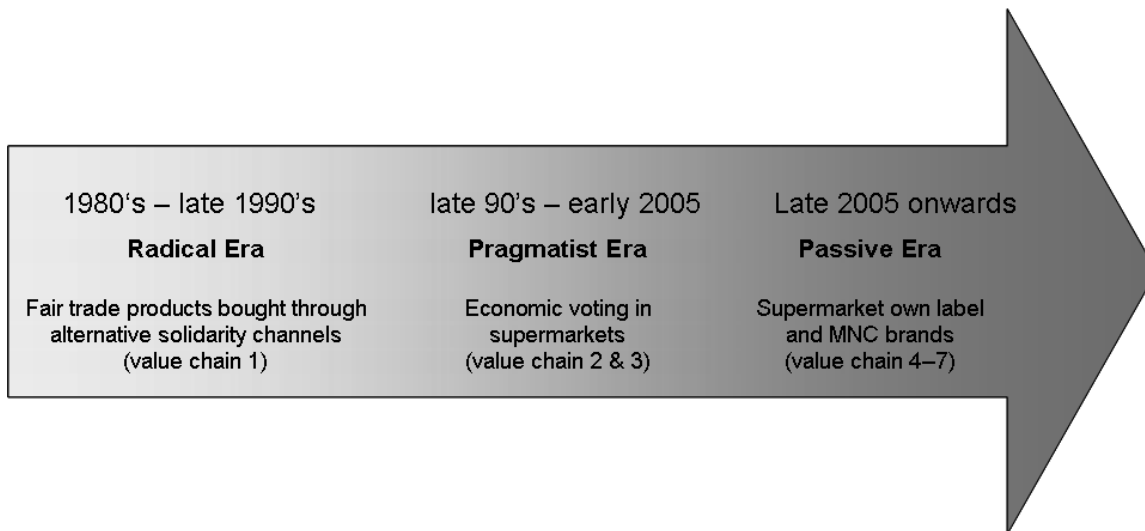 1980‘s – late 1990’s
Radical Era
Fair trade products bought through
alternative solidarity channels
(value chain 1)
late 90’s – early 2005
Pragmatist Era
Economic voting in
supermarkets
(value chain 2 & 3)
Late 2005 onwards
Passive Era
Supermarket own label
and MNC brands
(value chain 4–7)